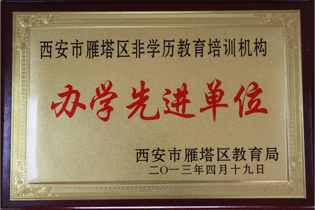 西安市雁塔区非学历教育培训机构
办学先进单位
西安市雁塔区教育局
二〇一三年四月十九日